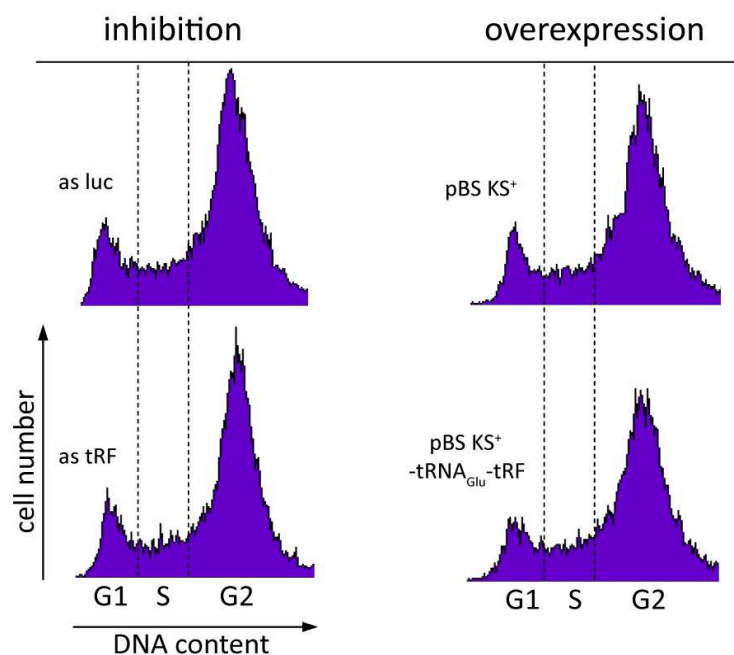 inhibition
overexpression
as luc
pBS KS⁺
as tRF
pBS KS⁺
-tRNA_Glu-tRF
cell number
G1 S G2
G1 S G2
DNA content